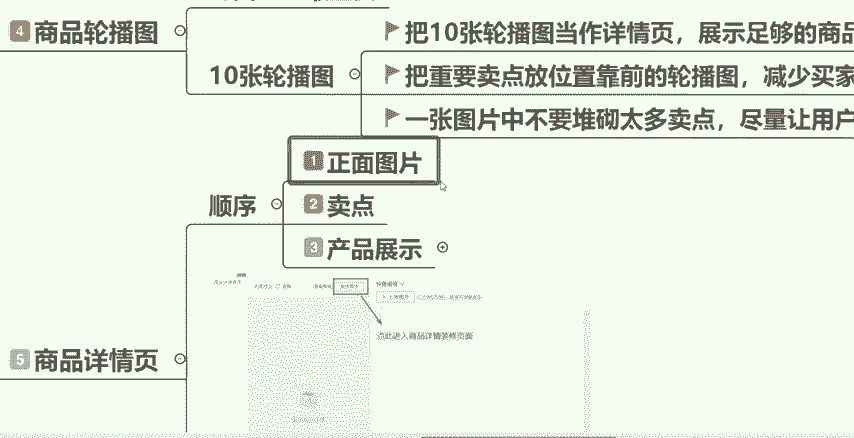 4 商品轮播图
10张轮播图
把10张轮播图当作详情页，展示足够的商品
把重要卖点放位置靠前的轮播图，减少买家
一张图片中不要堆砌太多卖点，尽量让用户
顺序
1 正面图片
2 卖点
3 产品展示
5 商品详情页
点此进入商品详情装修页面